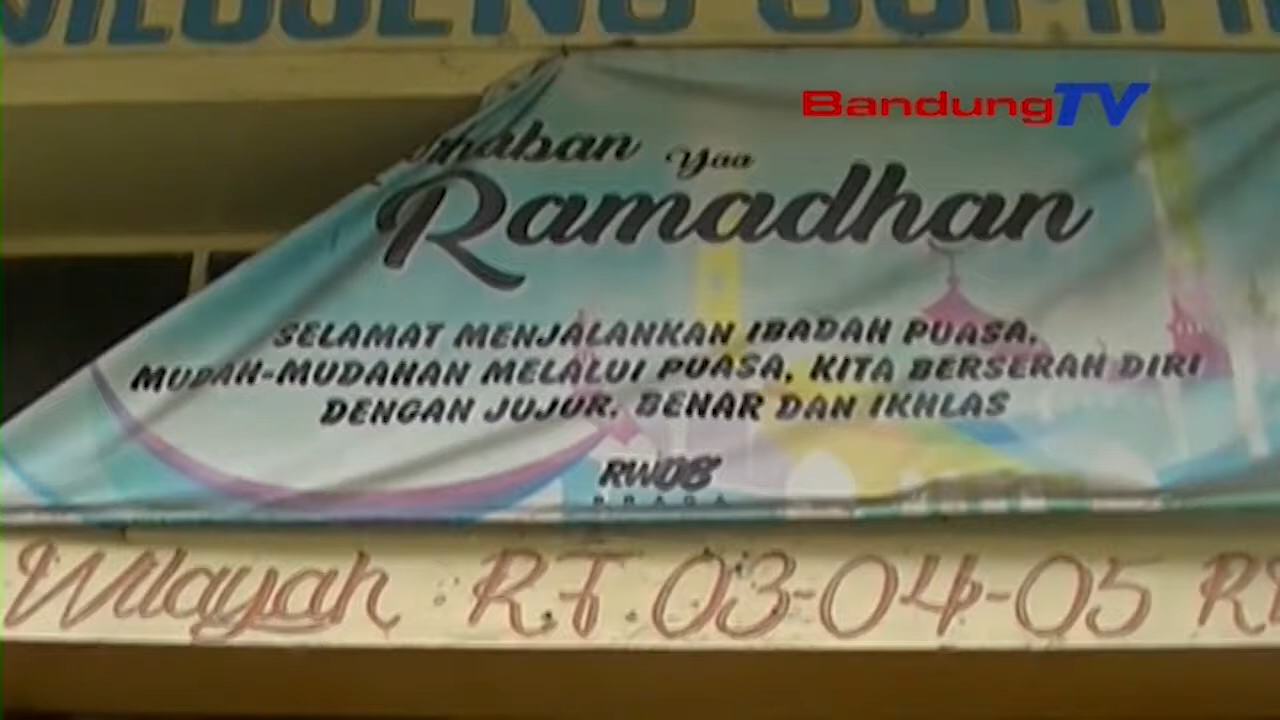 BandungTV
Yaa
Ramadhan
SELAMAT MENJALANKAN IBADAH PUASA.
MUDAH-MUDAHAN MELALUI PUASA, KITA BERSERAH DIRI
DENGAN JUJUR, BENAR DAN IKHLAS
RW08
BRAGA
Wilayah : RT. 03-04-05